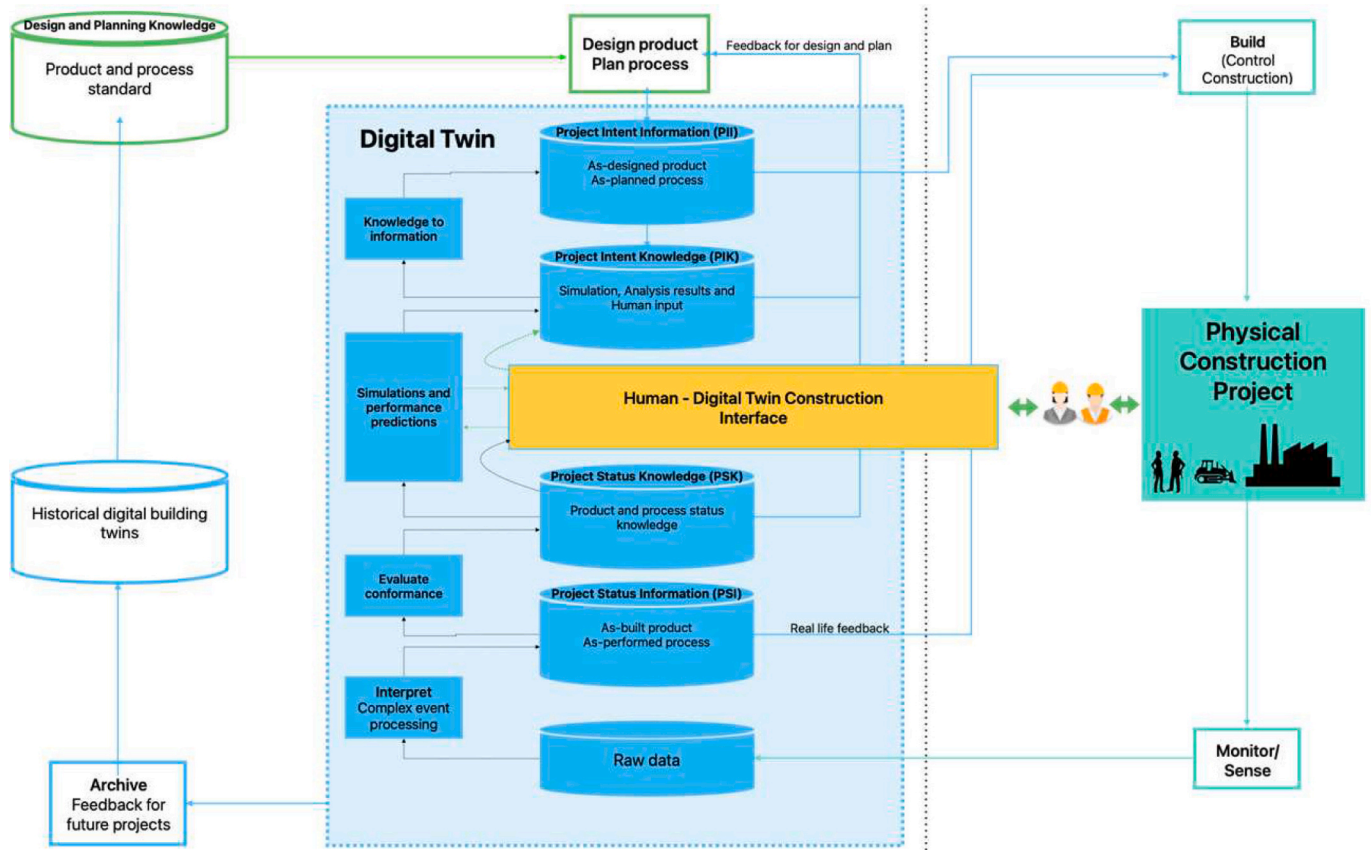 Design and Planning Knowledge
Product and process
standard
Design product
Plan process
Feedback for design and plan
Build
(Control
Construction)
Digital Twin
Project Intent Information (PII)
As-designed product
As-planned process
Knowledge to
information
Project Intent Knowledge (PIK)
Simulation, Analysis results and
Human input
Simulations and
performance
predictions
Human - Digital Twin Construction
Interface
Physical
Construction
Project
Project Status Knowledge (PSK)
Product and process status
knowledge
Historical digital building
twins
Evaluate
conformance
Project Status Information (PSI)
As-built product
As-performed process
Real life feedback
Interpret
Complex event
processing
Raw data
Monitor/
Sense
Archive
Feedback for
future projects